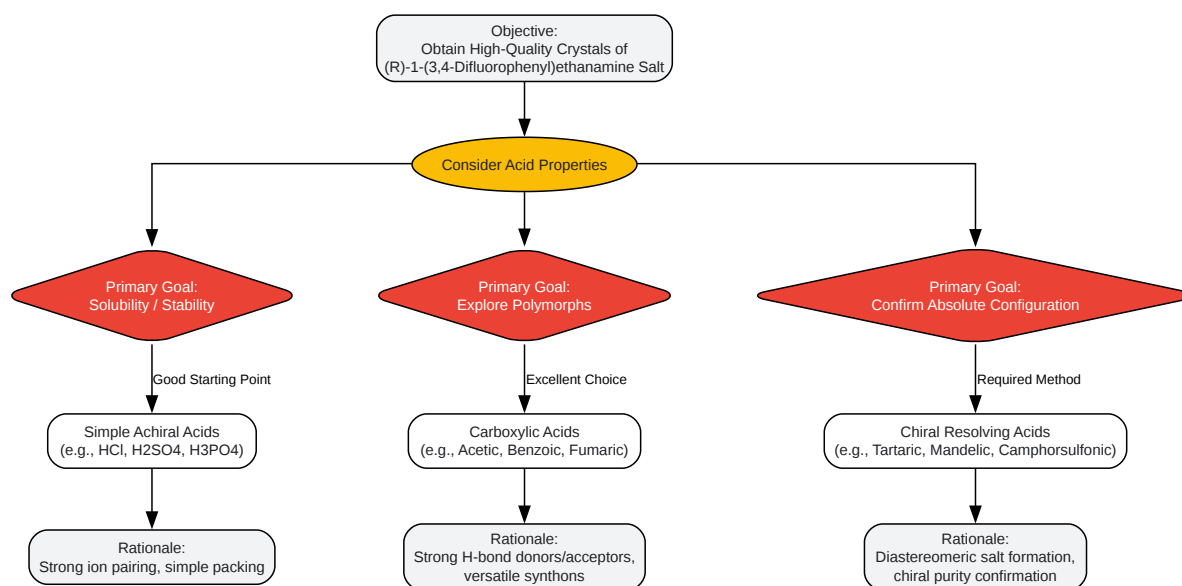 Objective:
Obtain High-Quality Crystals of
(R)-1-(3,4-Difluorophenyl)ethanamine Salt
Consider Acid Properties
Primary Goal:
Solubility / Stability
Primary Goal:
Explore Polymorphs
Primary Goal:
Confirm Absolute Configuration
Good Starting Point
Excellent Choice
Required Method
Simple Achiral Acids
(e.g., HCl, H2SO4, H3PO4)
Carboxylic Acids
(e.g., Acetic, Benzoic, Fumaric)
Chiral Resolving Acids
(e.g., Tartaric, Mandelic, Camphorsulfonic)
Rationale:
Strong ion pairing, simple packing
Rationale:
Strong H-bond donors/acceptors,
versatile synthons
Rationale:
Diastereomeric salt formation,
chiral purity confirmation